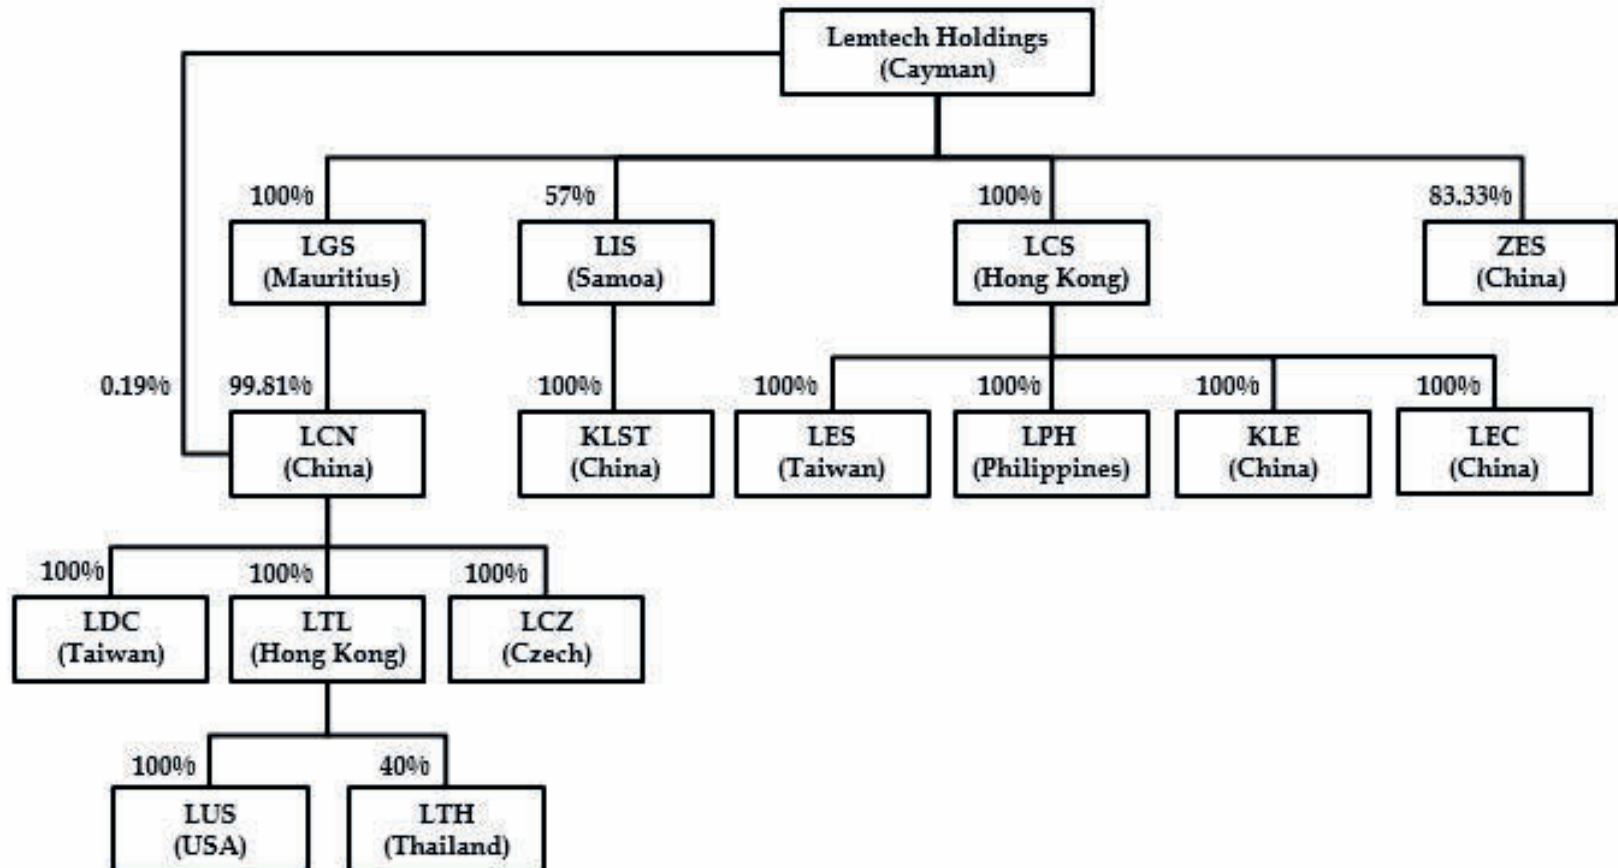 Lemtech Holdings
(Cayman)
100%
57%
100%
83.33%
LGS
(Mauritius)
LIS
(Samoa)
LCS
(Hong Kong)
ZES
(China)
0.19%
99.81%
100%
100%
100%
100%
100%
LCN
(China)
KLST
(China)
LES
(Taiwan)
LPH
(Philippines)
KLE
(China)
LEC
(China)
100%
100%
100%
LDC
(Taiwan)
LTL
(Hong Kong)
LCZ
(Czech)
100%
40%
LUS
(USA)
LTH
(Thailand)